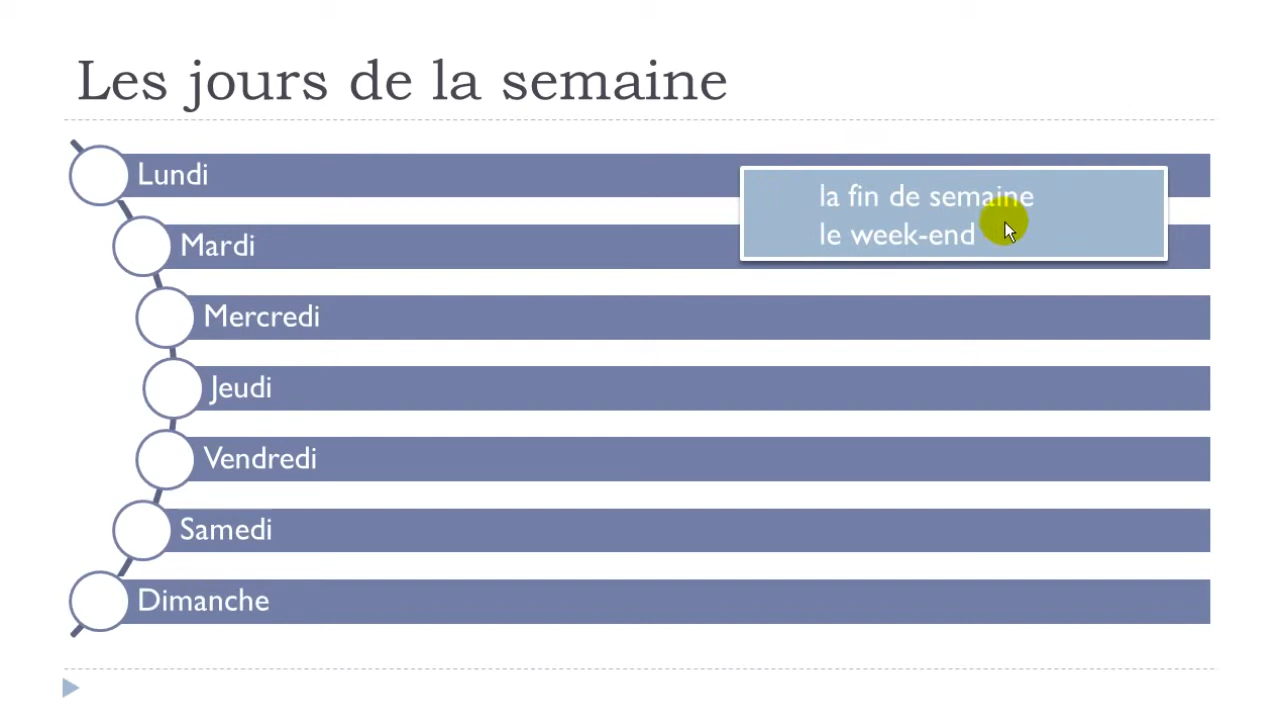 Les jours de la semaine
Lundi
la fin de semaine
le week-end
Mardi
Mercredi
Jeudi
Vendredi
Samedi
Dimanche